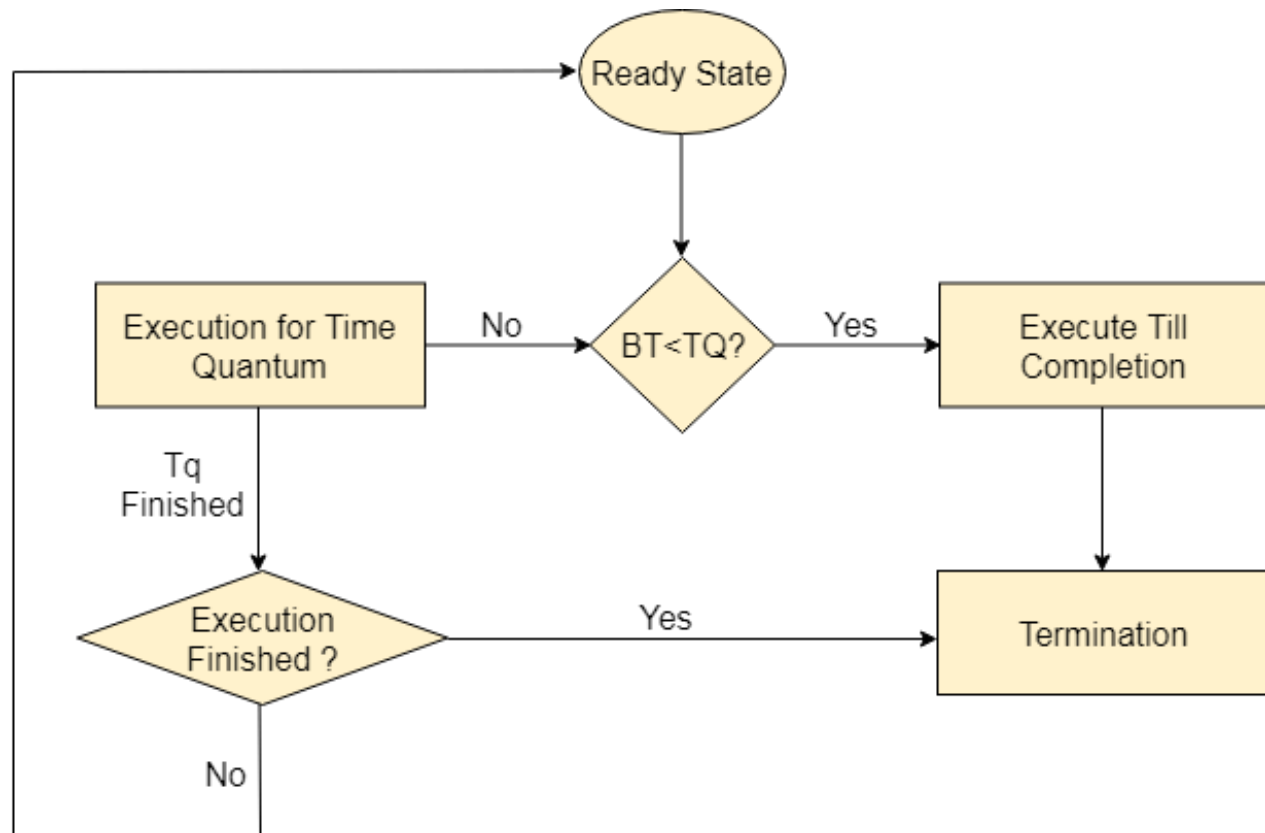 Ready State
Execution for Time
Quantum
No
BT<TQ?
Yes
Execute Till
Completion
Tq
Finished
Execution
Finished ?
Yes
Termination
No